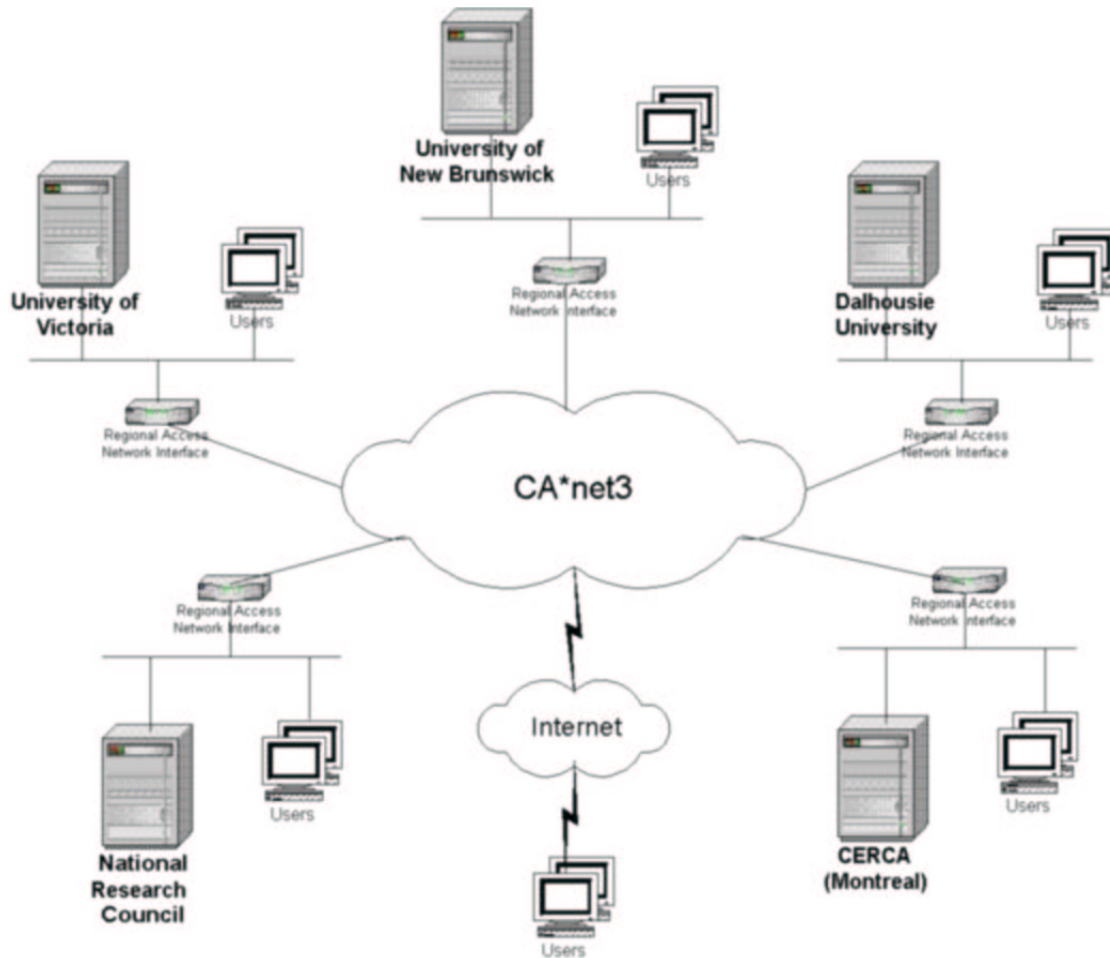 University of
New Brunswick
Users
Regional Access
Network Interface
University of
Victoria
Users
Regional Access
Network Interface
Dalhousie
University
Users
Regional Access
Network Interface
CA*net3
Regional Access
Network Interface
National
Research
Council
Users
Internet
Users
Regional Access
Network Interface
CERCA
(Montreal)
Users